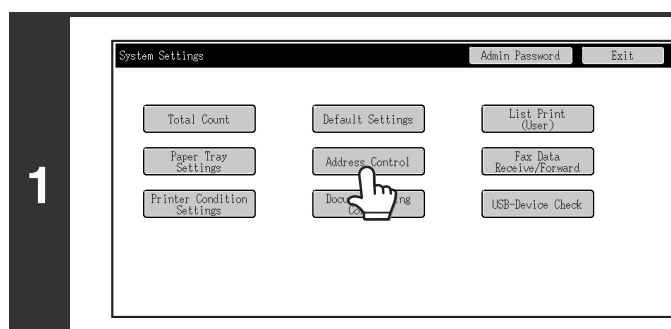 1
System Settings
Admin Password
Exit
Total Count
Default Settings
List Print
(User)
Paper Tray
Settings
Address Control
Fax Data
Receive/Forward
Printer Condition
Settings
USB-Device Check